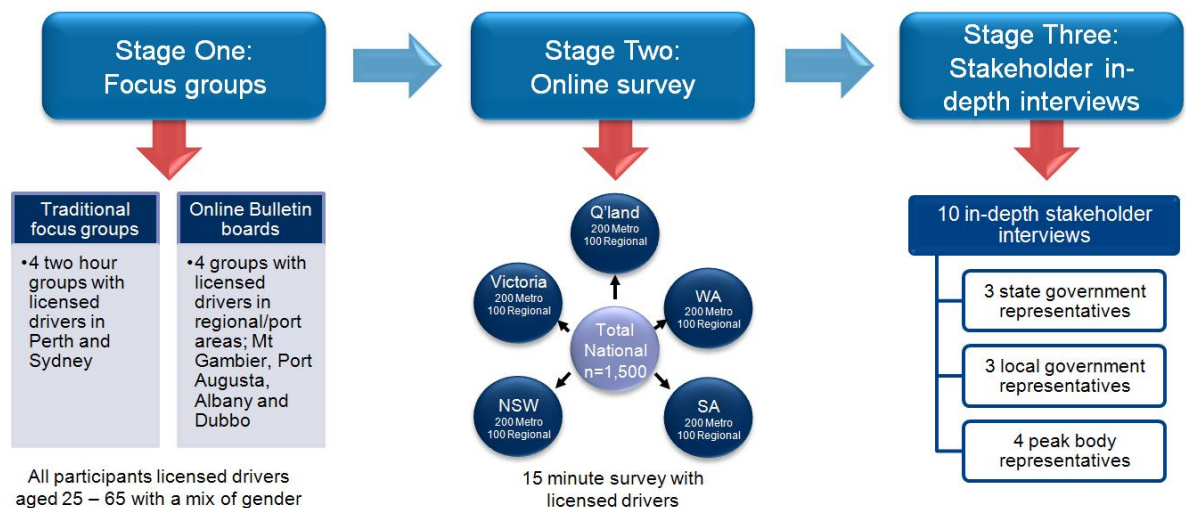 Stage One:
Focus groups
Stage Two:
Online survey
Stage Three:
Stakeholder in-
depth interviews
Traditional
focus groups
•4 two hour
groups with
licensed
drivers in
Perth and
Sydney
Online Bulletin
boards
•4 groups with
licensed
drivers in
regional/port
areas; Mt
Gambier, Port
Augusta,
Albany and
Dubbo
All participants licensed drivers
aged 25 – 65 with a mix of gender
Q'land
200 Metro
100 Regional
Victoria
200 Metro
100 Regional
WA
200 Metro
100 Regional
Total
National
n=1,500
NSW
200 Metro
100 Regional
SA
200 Metro
100 Regional
15 minute survey with
licensed drivers
10 in-depth stakeholder
interviews
3 state government
representatives
3 local government
representatives
4 peak body
representatives